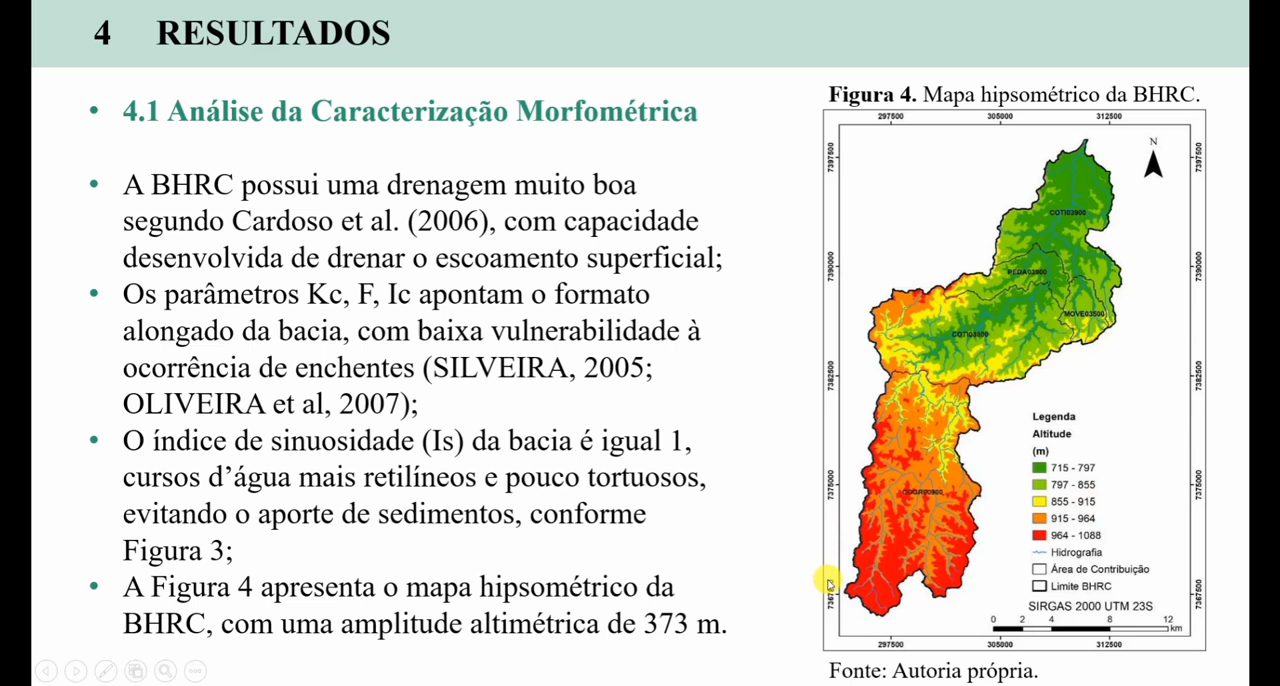 4 RESULTADOS
• 4.1 Análise da Caracterização Morfométrica
• A BHRC possui uma drenagem muito boa
segundo Cardoso et al. (2006), com capacidade
desenvolvida de drenar o escoamento superficial;
• Os parâmetros Kc, F, Ic apontam o formato
alongado da bacia, com baixa vulnerabilidade à
ocorrência de enchentes (SILVEIRA, 2005;
OLIVEIRA et al, 2007);
• O índice de sinuosidade (Is) da bacia é igual 1,
cursos d’água mais retilíneos e pouco tortuosos,
evitando o aporte de sedimentos, conforme
Figura 3;
• A Figura 4 apresenta o mapa hipsométrico da
BHRC, com uma amplitude altimétrica de 373 m.
Figura 4. Mapa hipsométrico da BHRC.
297500 305000 312500
7397500 7397500
N
COTI03900
7390000 7390000
PEDA03900
MOVE03500
7382500 7382500
Legenda
Altitude
(m)
715 - 797
797 - 855
855 - 915
915 - 964
964 - 1088
Hidrografia
Área de Contribuição
Limite BHRC
7375000 7375000
7367500
SIRGAS 2000 UTM 23S
0 2 4 8 12
km
297500 305000 312500
Fonte: Autoria própria.